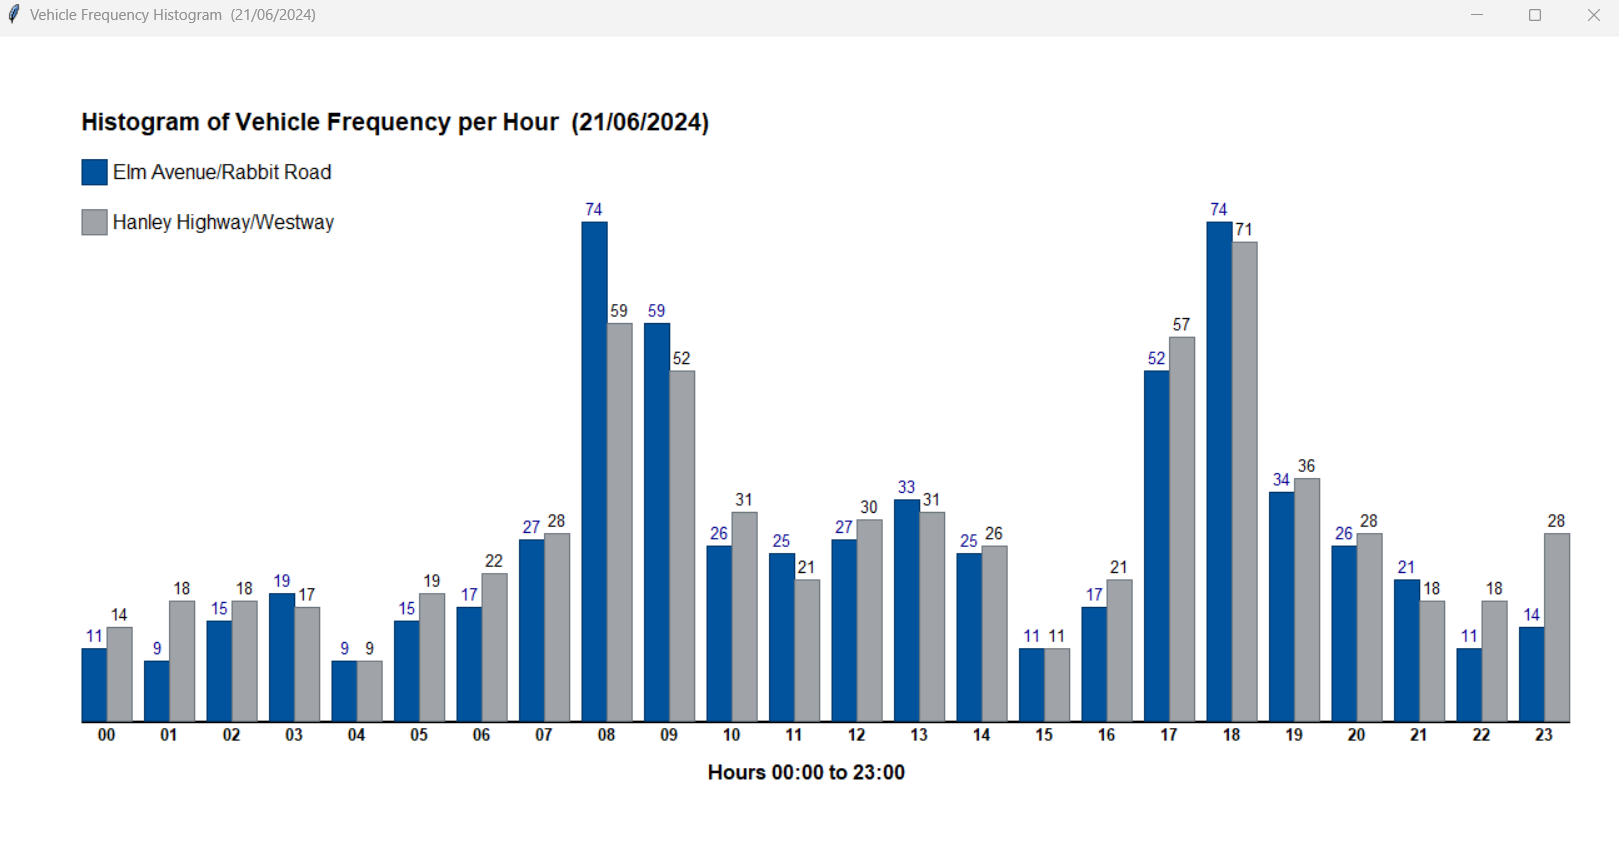 Vehicle Frequency Histogram (21/06/2024)
Histogram of Vehicle Frequency per Hour (21/06/2024)
Elm Avenue/Rabbit Road
Hanley Highway/Westway
11 14 9 18 15 18 19 17 9 9 15 19 17 22 27 28 74 59 59 52 26 31 25 21 27 30 33 31 25 26 11 11 17 21 52 57 74 71 34 36 26 28 21 18 11 18 14 28
00 01 02 03 04 05 06 07 08 09 10 11 12 13 14 15 16 17 18 19 20 21 22 23
Hours 00:00 to 23:00